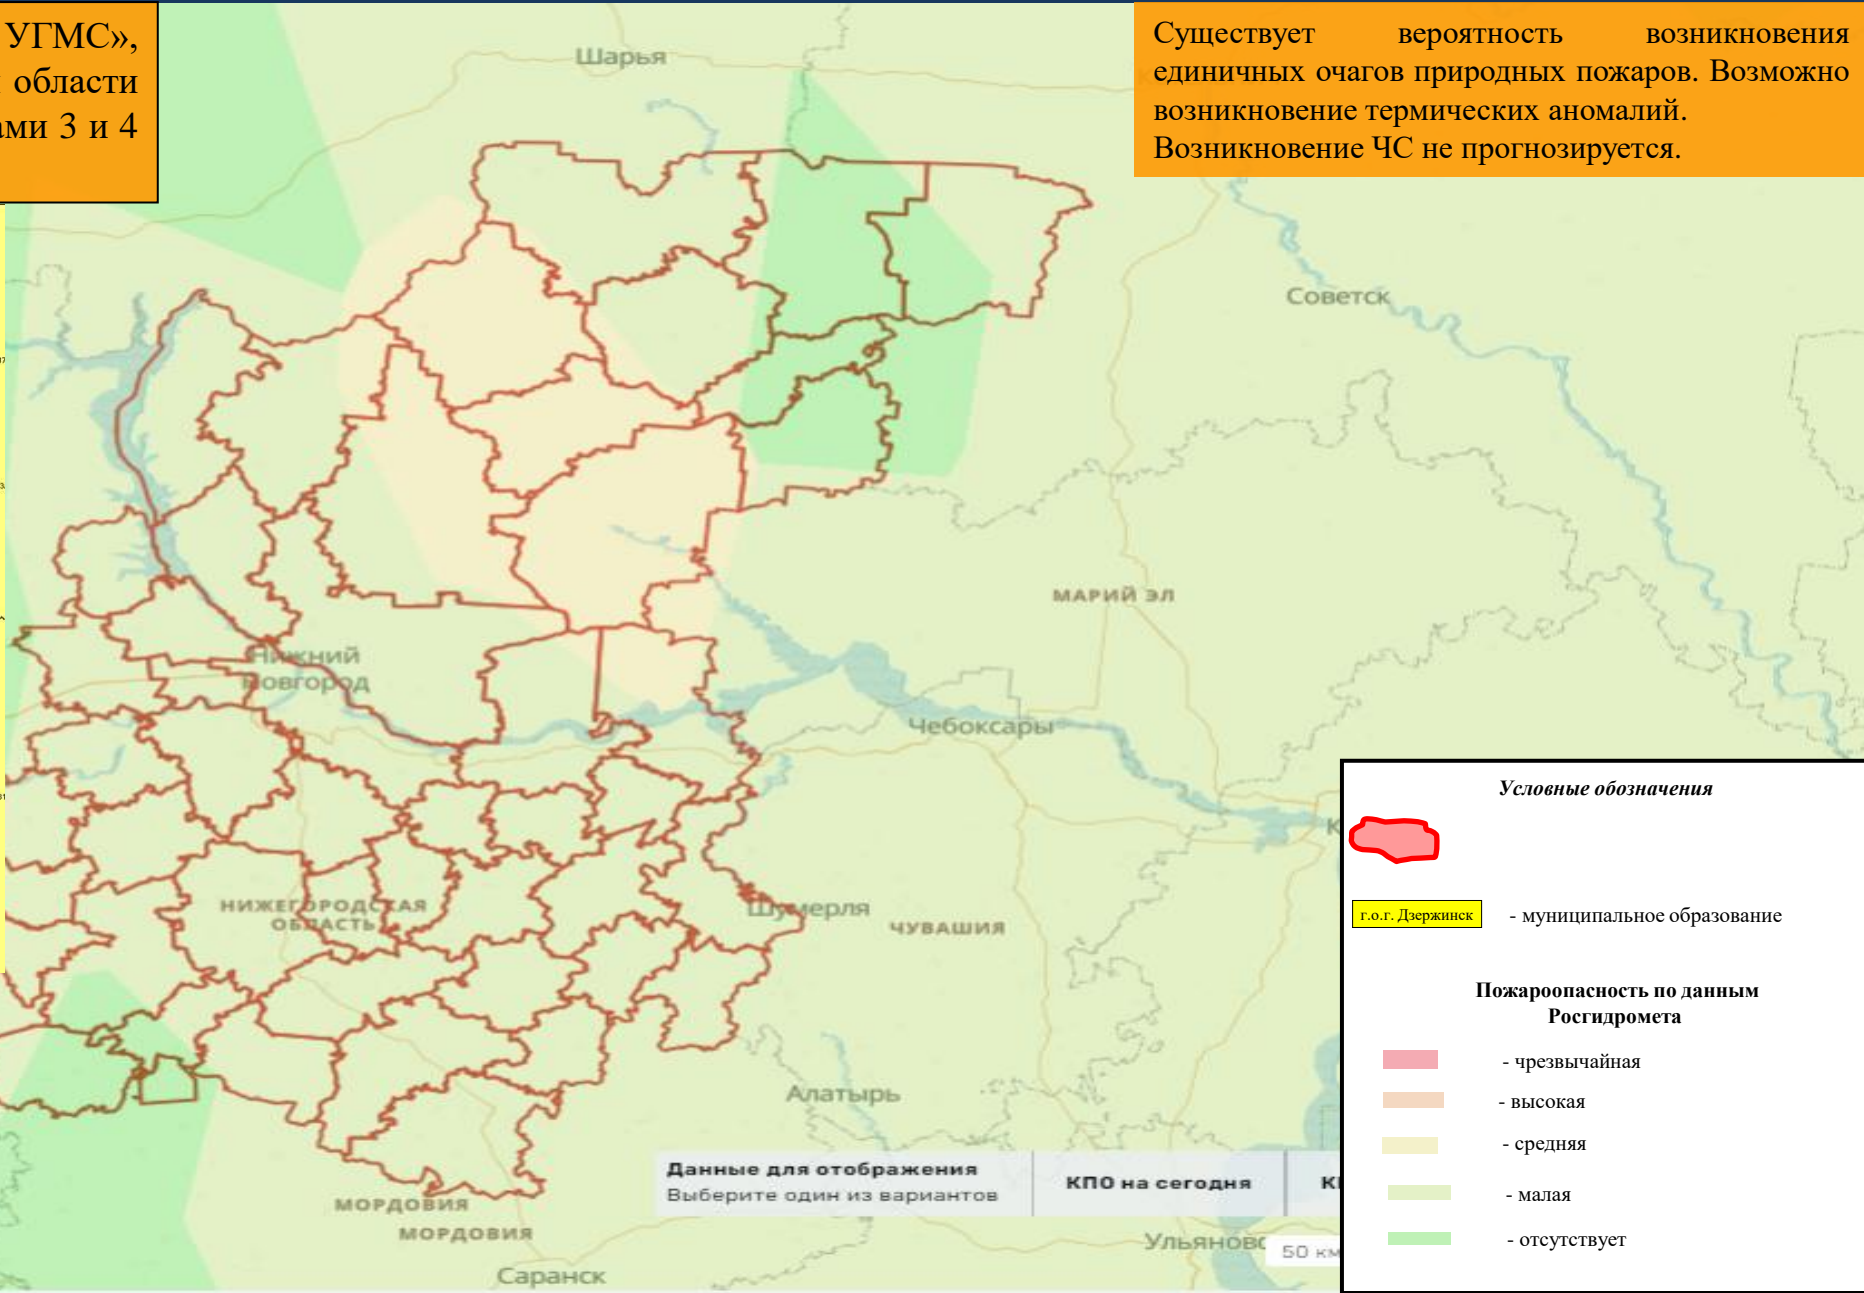 УГМС»,
области
ами 3 и 4
Существует вероятность возникновения
единичных очагов природных пожаров. Возможно
возникновение термических аномалий.
Возникновение ЧС не прогнозируется.
Шарья
Советск
МАРИЙ ЭЛ
Нижний
Новгород
Чебоксары
НИЖЕГОРОДСКАЯ
ОБЛАСТЬ
Шумерля
ЧУВАШИЯ
Алатырь
МОРДОВИЯ
МОРДОВИЯ
Саранск
Ульяновс
50 км
Данные для отображения
Выберите один из вариантов
КПО на сегодня
Условные обозначения
г.о.г. Дзержинск
- муниципальное образование
Пожароопасность по данным
Росгидромета
- чрезвычайная
- высокая
- средняя
- малая
- отсутствует